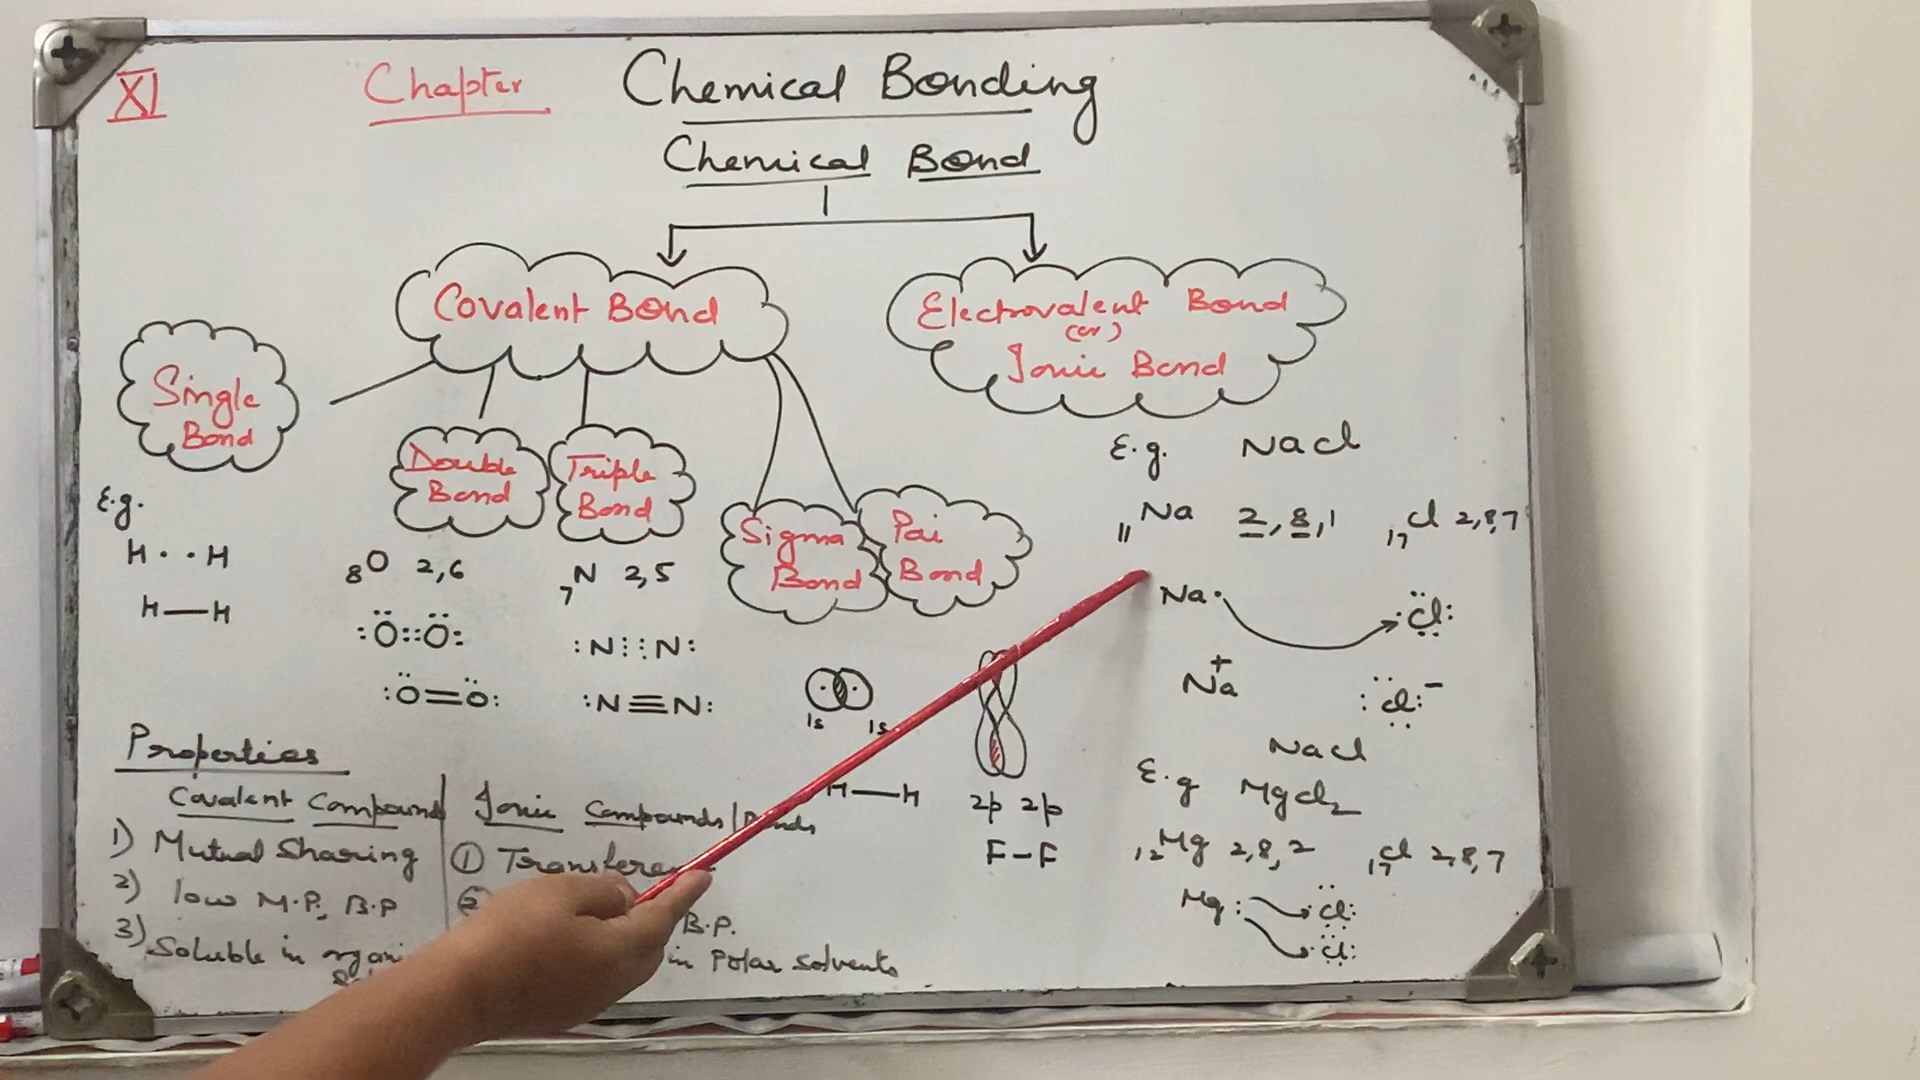 XI Chapter Chemical Bonding
Chemical Bond
Covalent Bond
Electrovalent Bond
(or)
Ionic Bond
Single
Bond
Double
Bond
Triple
Bond
Sigma
Bond
Pai
Bond
E.g.
H· ·H
H—H
₈O 2,6
:Ö::Ö:
:Ö=Ö:
₇N 2,5
:N⋮⋮N:
:N≡N:
1s 1s
H—H
2p 2p
F–F
E.g. NaCl
₁₁Na 2,8,1 ₁₇Cl 2,8,7
Na· ·Cl:
Na⁺ :Cl:⁻
NaCl
E.g MgCl₂
₁₂Mg 2,8,2 ₁₇Cl 2,8,7
Mg: ·Cl:
·Cl:
Properties
Covalent Compound
1) Mutual Sharing
2) low M.P, B.P
3) Soluble in
Ionic Compounds/Bonds
①
②
B.P.
in Polar solvents